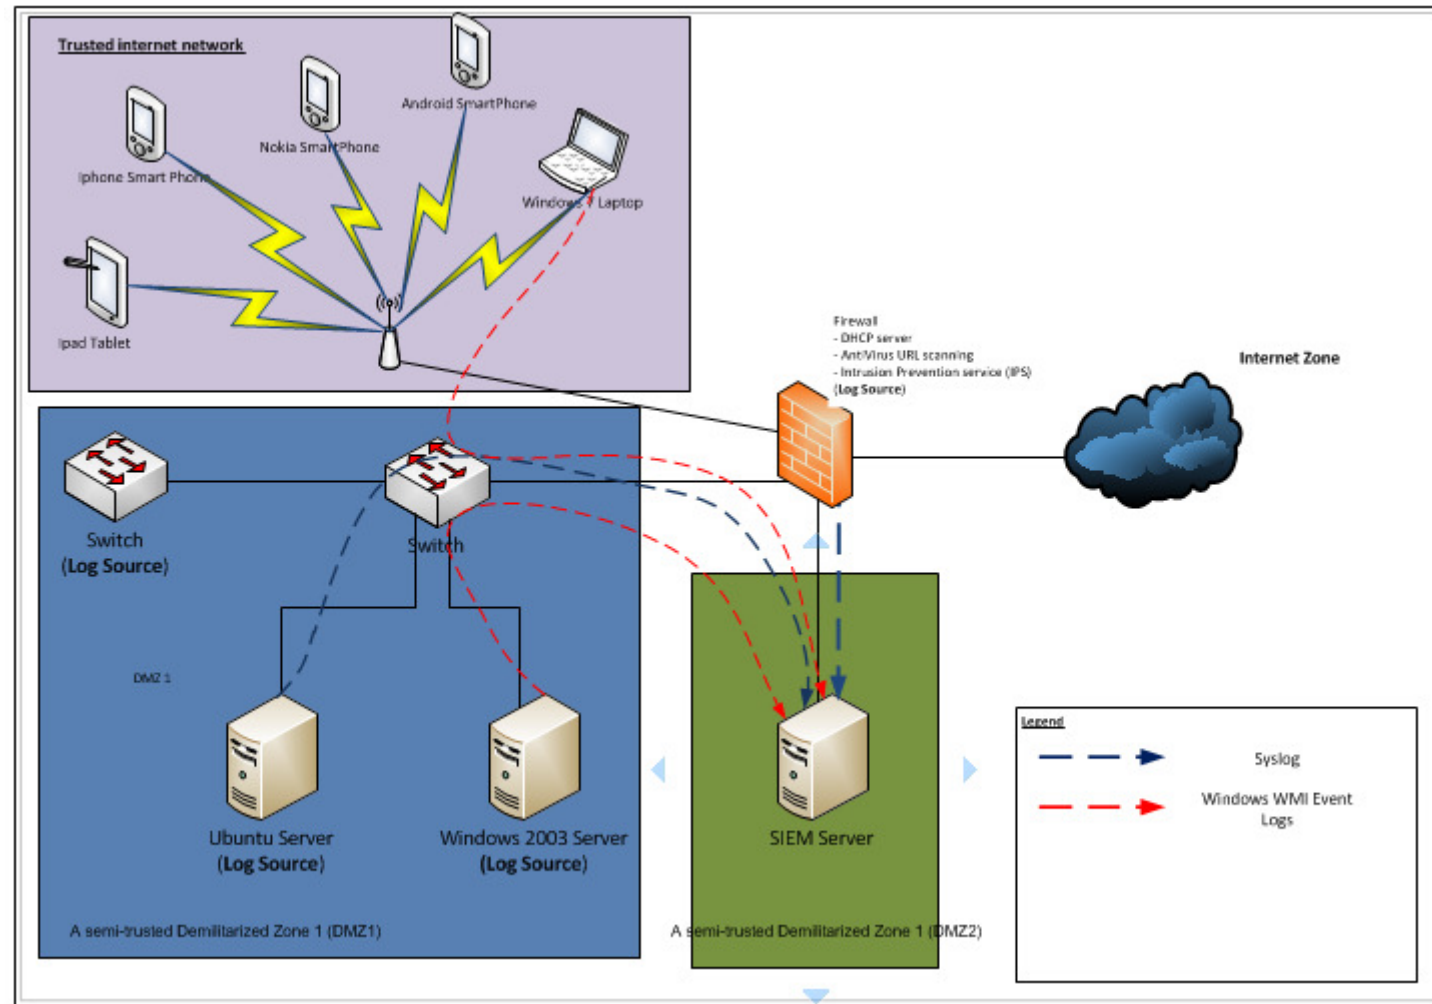 Trusted internet network
Android SmartPhone
Nokia SmartPhone
Iphone Smart Phone
Windows 7 Laptop
Ipad Tablet
Firewall
- DHCP server
- AntiVirus URL scanning
- Intrusion Prevention service (IPS)
(Log Source)
Internet Zone
Switch
(Log Source)
Switch
DMZ 1
Ubuntu Server
(Log Source)
Windows 2003 Server
(Log Source)
SIEM Server
A semi-trusted Demilitarized Zone 1 (DMZ1)
A semi-trusted Demilitarized Zone 1 (DMZ2)
Legend
Syslog
Windows WMI Event
Logs